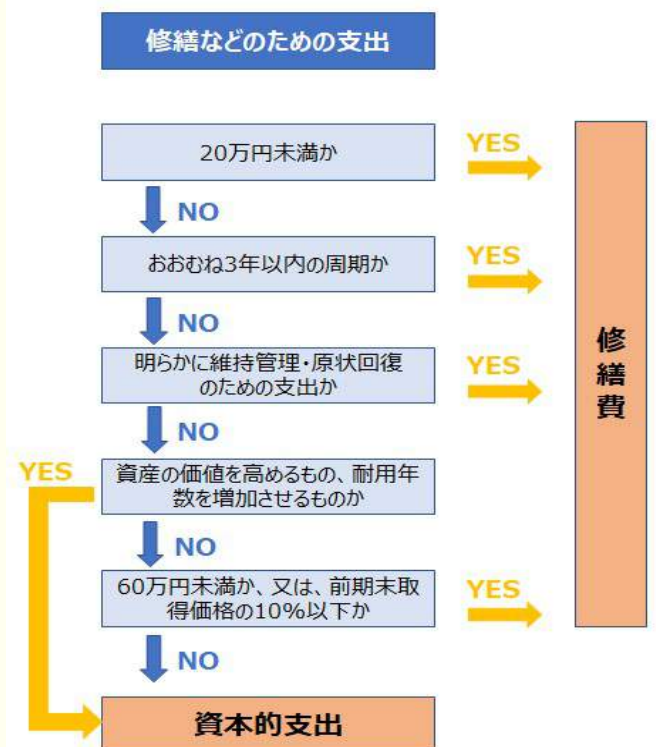 修繕などのための支出
20万円未満か
YES
NO
おおむね3年以内の周期か
YES
NO
明らかに維持管理・原状回復
のための支出か
YES
NO
YES
資産の価値を高めるもの、耐用年
数を増加させるものか
NO
60万円未満か、又は、前期末取
得価格の10%以下か
YES
NO
資本的支出
修繕費